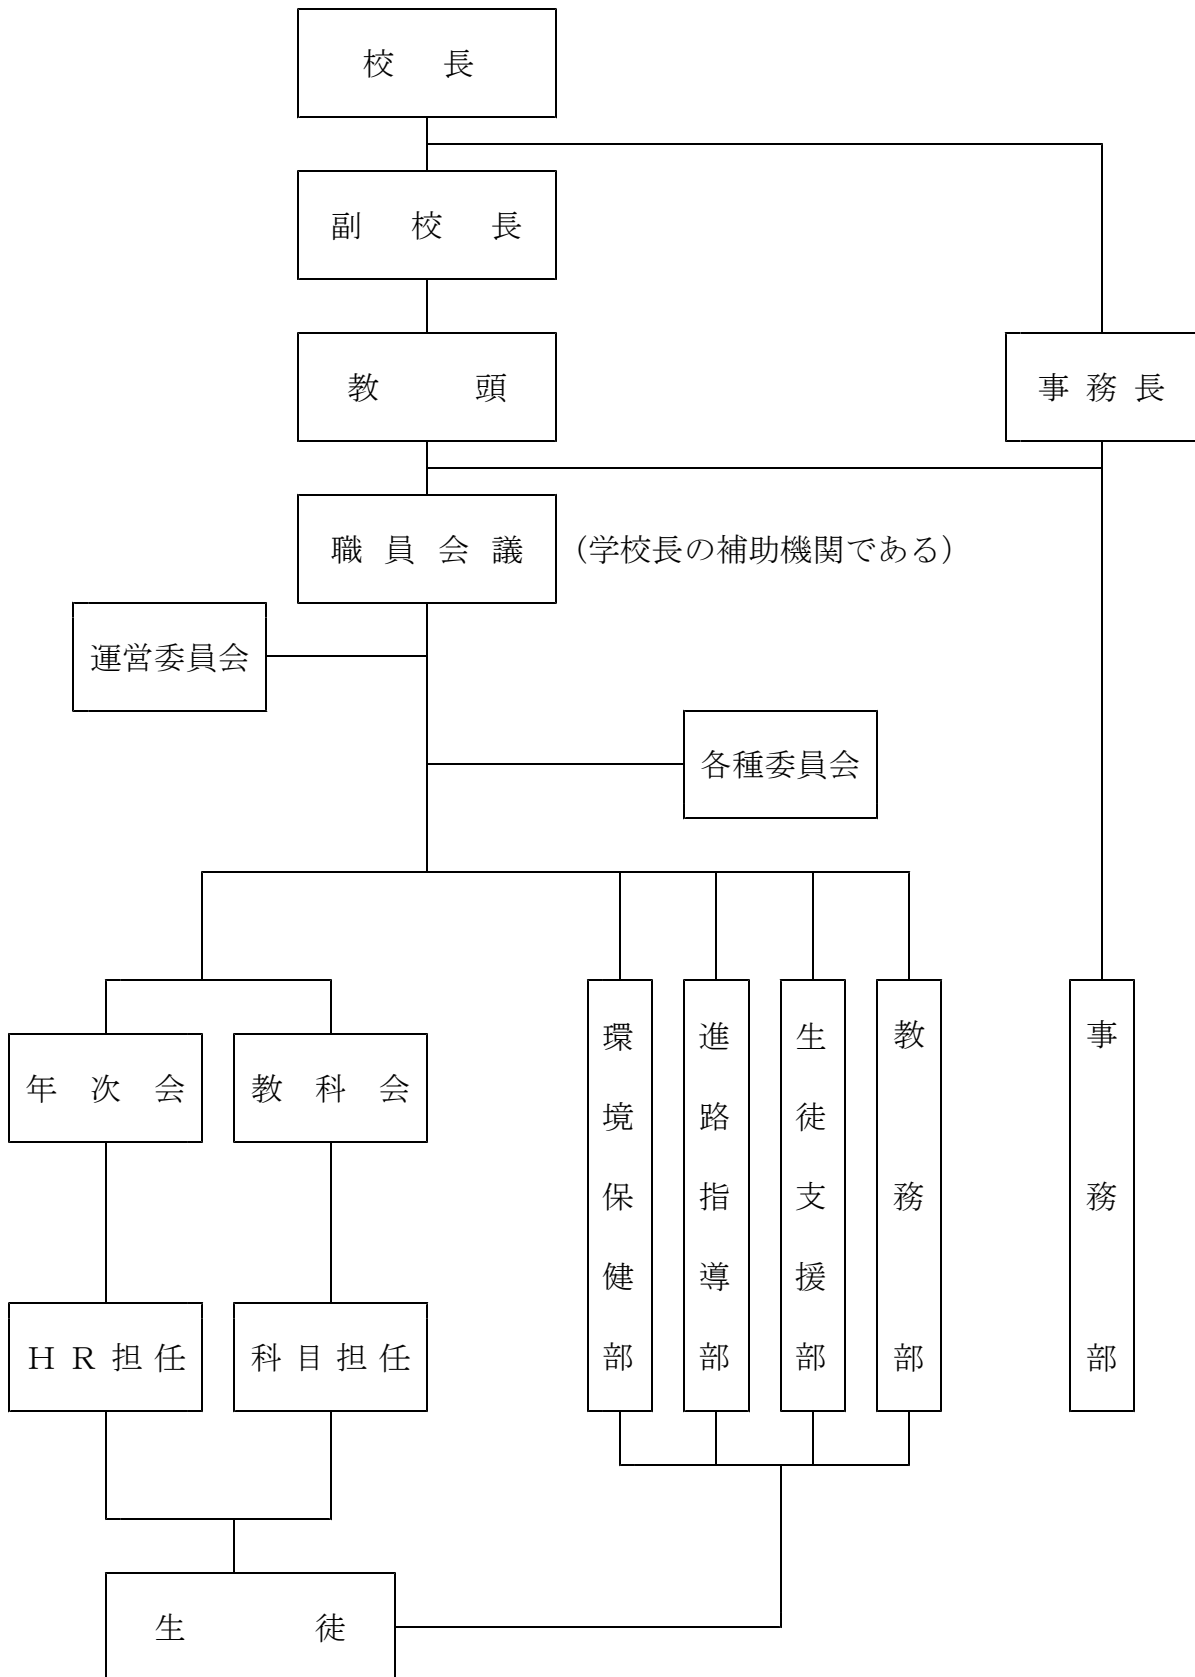 校長
副校長
教頭
事務長
職員会議
（学校長の補助機関である）
運営委員会
各種委員会
年次会
教科会
環境保健部
進路指導部
生徒支援部
教務部
事務部
ＨＲ担任
科目担任
生徒